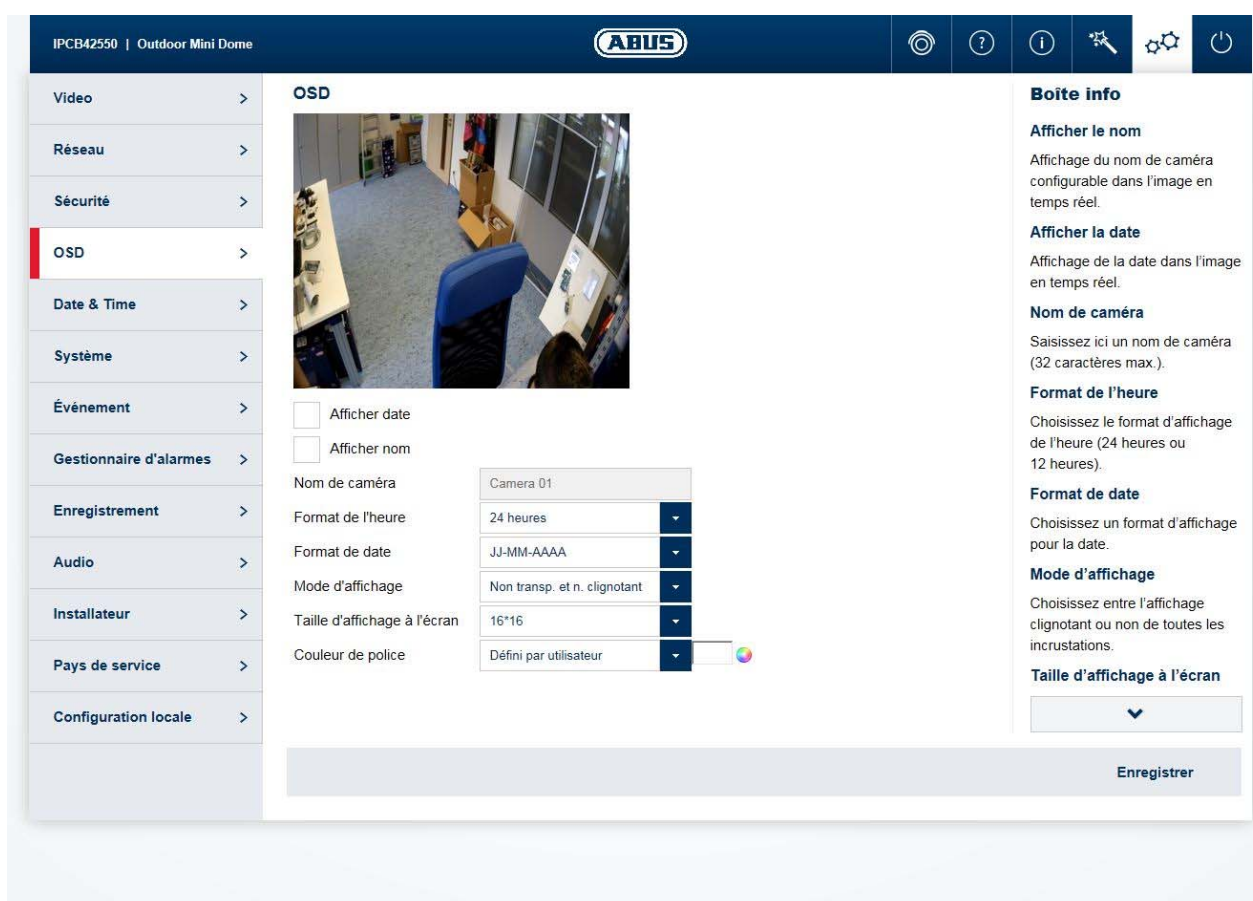 IPCB42550 | Outdoor Mini Dome
ABUS
Video
Réseau
Sécurité
OSD
Date & Time
Système
Événement
Gestionnaire d'alarmes
Enregistrement
Audio
Installateur
Pays de service
Configuration locale
OSD
Afficher date
Afficher nom
Nom de caméra Camera 01
Format de l'heure 24 heures
Format de date JJ-MM-AAAA
Mode d'affichage Non transp. et n. clignotant
Taille d'affichage à l'écran 16*16
Couleur de police Défini par utilisateur
Boîte info
Afficher le nom
Affichage du nom de caméra
configurable dans l'image en
temps réel.
Afficher la date
Affichage de la date dans l'image
en temps réel.
Nom de caméra
Saisissez ici un nom de caméra
(32 caractères max.).
Format de l'heure
Choisissez le format d'affichage
de l'heure (24 heures ou
12 heures).
Format de date
Choisissez un format d'affichage
pour la date.
Mode d'affichage
Choisissez entre l'affichage
clignotant ou non de toutes les
incrustations.
Taille d'affichage à l'écran
Enregistrer